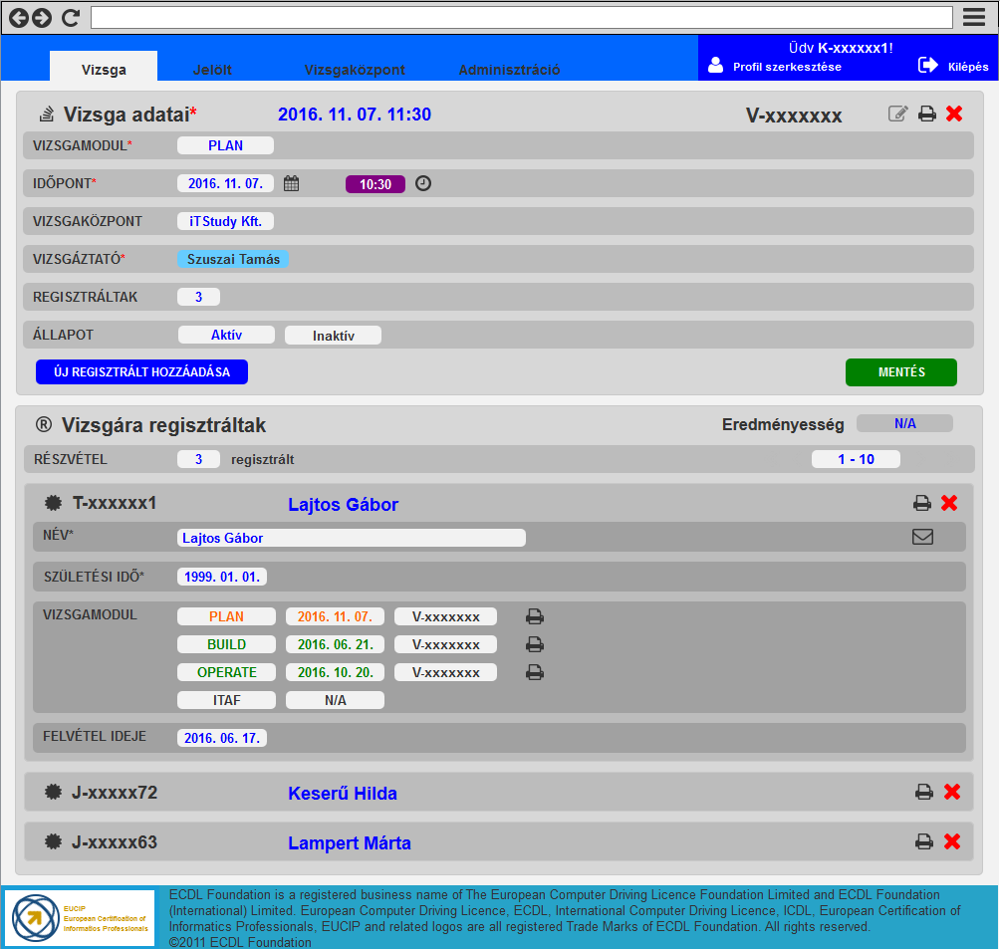 Üdv K-xxxxxx1!
Vizsga Jelölt Vizsgaközpont Adminisztráció Profil szerkesztése Kilépés
Vizsga adatai* 2016. 11. 07. 11:30 V-xxxxxxx
VIZSGAMODUL* PLAN
IDŐPONT* 2016. 11. 07. 10:30
VIZSGAKÖZPONT iTStudy Kft.
VIZSGÁZTATÓ* Szuszai Tamás
REGISZTRÁLTAK 3
ÁLLAPOT Aktív Inaktív
ÚJ REGISZTRÁLT HOZZÁADÁSA MENTÉS
® Vizsgára regisztráltak Eredményesség N/A
RÉSZVÉTEL 3 regisztrált 1 - 10
T-xxxxxx1 Lajtos Gábor
NÉV* Lajtos Gábor
SZÜLETÉSI IDŐ* 1999. 01. 01.
VIZSGAMODUL PLAN 2016. 11. 07. V-xxxxxxx
BUILD 2016. 06. 21. V-xxxxxxx
OPERATE 2016. 10. 20. V-xxxxxxx
ITAF N/A
FELVÉTEL IDEJE 2016. 06. 17.
J-xxxxx72 Keserű Hilda
J-xxxxx63 Lampert Márta
EUCIP
European Certification of
Informatics Professionals
ECDL Foundation is a registered business name of The European Computer Driving Licence Foundation Limited and ECDL Foundation
(International) Limited. European Computer Driving Licence, ECDL, International Computer Driving Licence, ICDL, European Certification of
Informatics Professionals, EUCIP and related logos are all registered Trade Marks of ECDL Foundation. All rights reserved.
©2011 ECDL Foundation